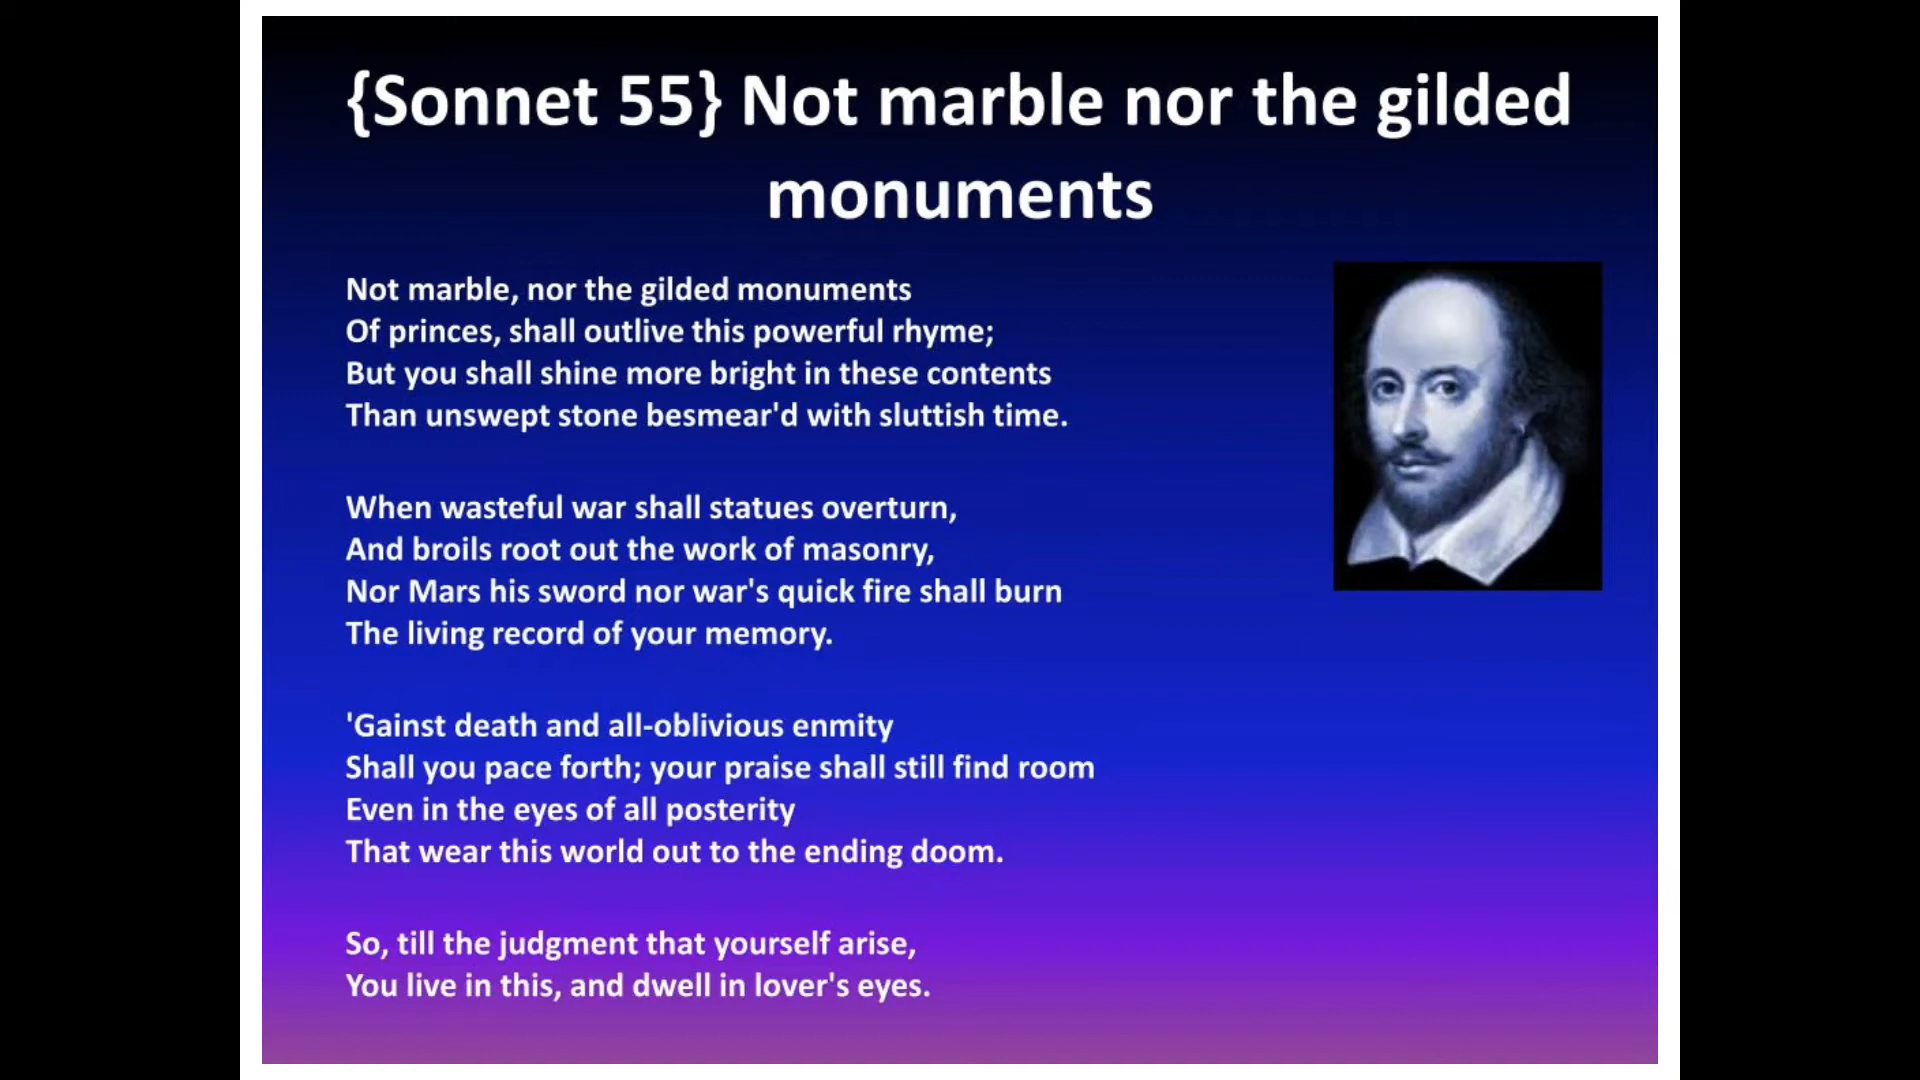 {Sonnet 55} Not marble nor the gilded
monuments
Not marble, nor the gilded monuments
Of princes, shall outlive this powerful rhyme;
But you shall shine more bright in these contents
Than unswept stone besmear'd with sluttish time.
When wasteful war shall statues overturn,
And broils root out the work of masonry,
Nor Mars his sword nor war's quick fire shall burn
The living record of your memory.
'Gainst death and all-oblivious enmity
Shall you pace forth; your praise shall still find room
Even in the eyes of all posterity
That wear this world out to the ending doom.
So, till the judgment that yourself arise,
You live in this, and dwell in lover's eyes.